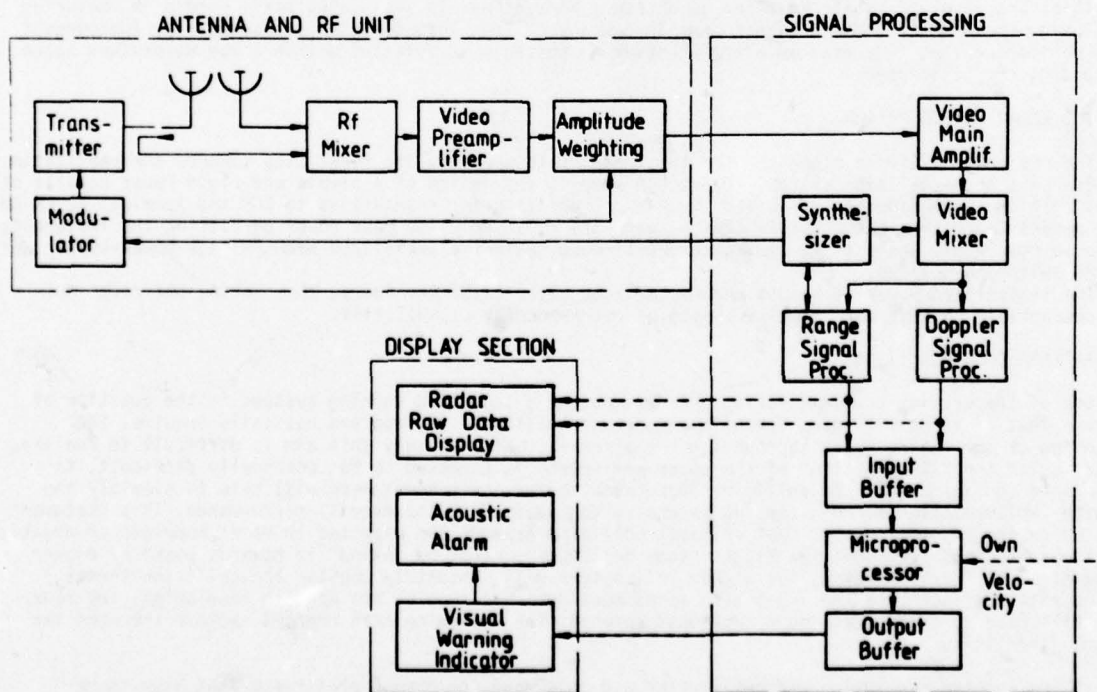 ANTENNA AND RF UNIT
SIGNAL PROCESSING
Trans-
mitter
Rf
Mixer
Video
Preamp-
lifier
Amplitude
Weighting
Video
Main
Amplif.
Modu-
lator
Synthe-
sizer
Video
Mixer
Range
Signal
Proc.
Doppler
Signal
Proc.
DISPLAY SECTION
Radar
Raw Data
Display
Input
Buffer
Acoustic
Alarm
Micropro-
cessor
Own
Velo-
city
Visual
Warning
Indicator
Output
Buffer